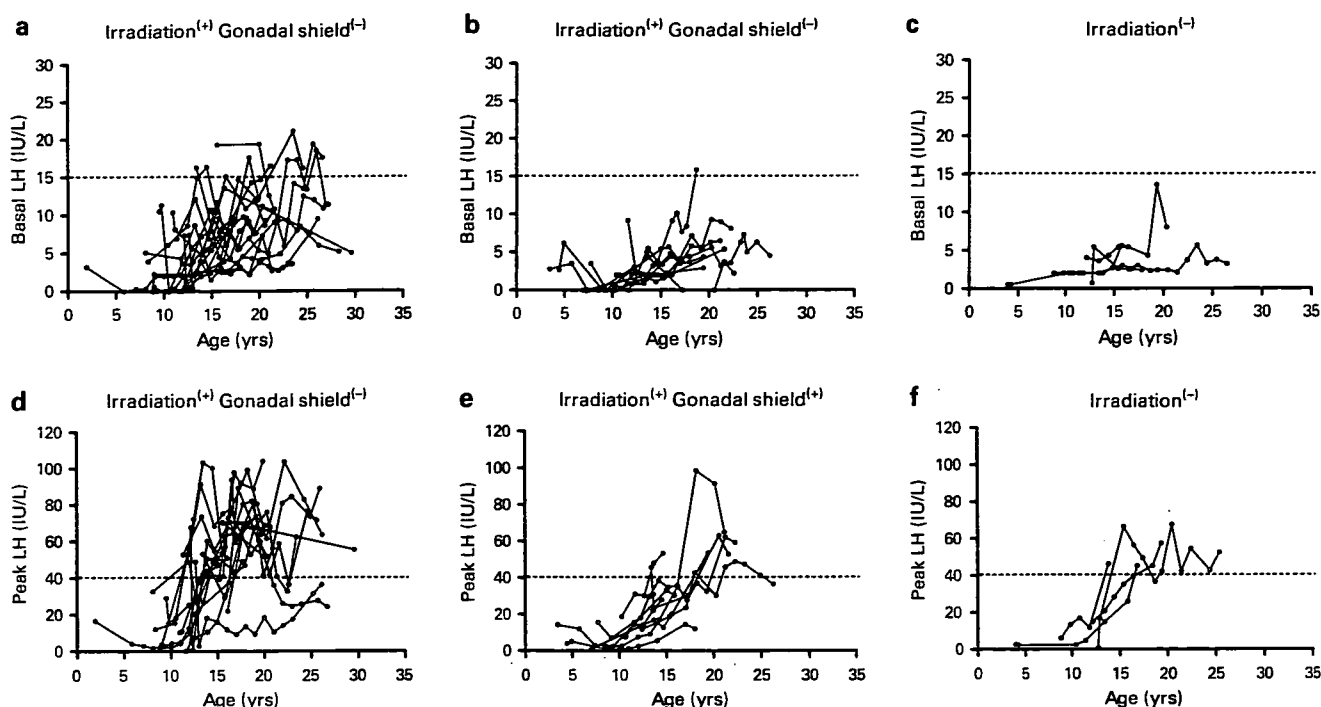 a Irradiation(+) Gonadal shield(-)
30
25
20
15
10
5
0
Basal LH (IU/L)
0 5 10 15 20 25 30 35
Age (yrs)
b Irradiation(+) Gonadal shield(-)
30
25
20
15
10
5
0
Basal LH (IU/L)
0 5 10 15 20 25 30 35
Age (yrs)
c Irradiation(-)
30
25
20
15
10
5
0
Basal LH (IU/L)
0 5 10 15 20 25 30 35
Age (yrs)
d Irradiation(+) Gonadal shield(-)
120
100
80
60
40
20
0
Peak LH (IU/L)
0 5 10 15 20 25 30 35
Age (yrs)
e Irradiation(+) Gonadal shield(+)
120
100
80
60
40
20
0
Peak LH (IU/L)
0 5 10 15 20 25 30 35
Age (yrs)
f Irradiation(-)
120
100
80
60
40
20
0
Peak LH (IU/L)
0 5 10 15 20 25 30 35
Age (yrs)